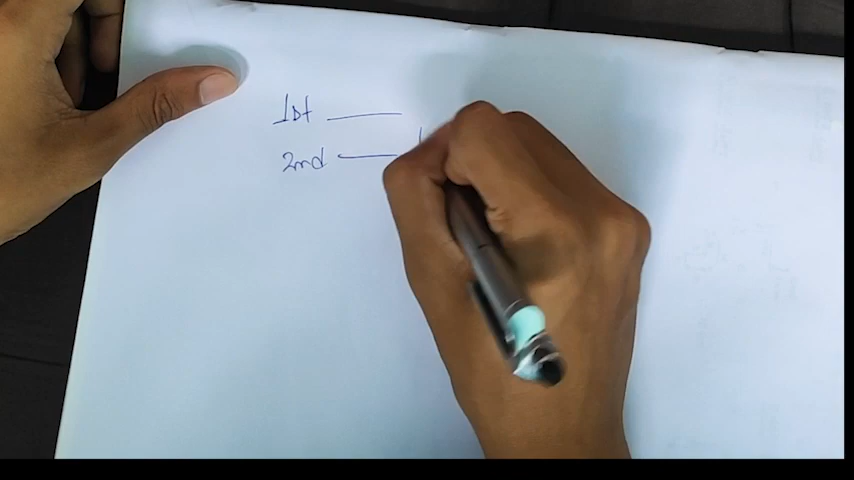 1st —
2nd —